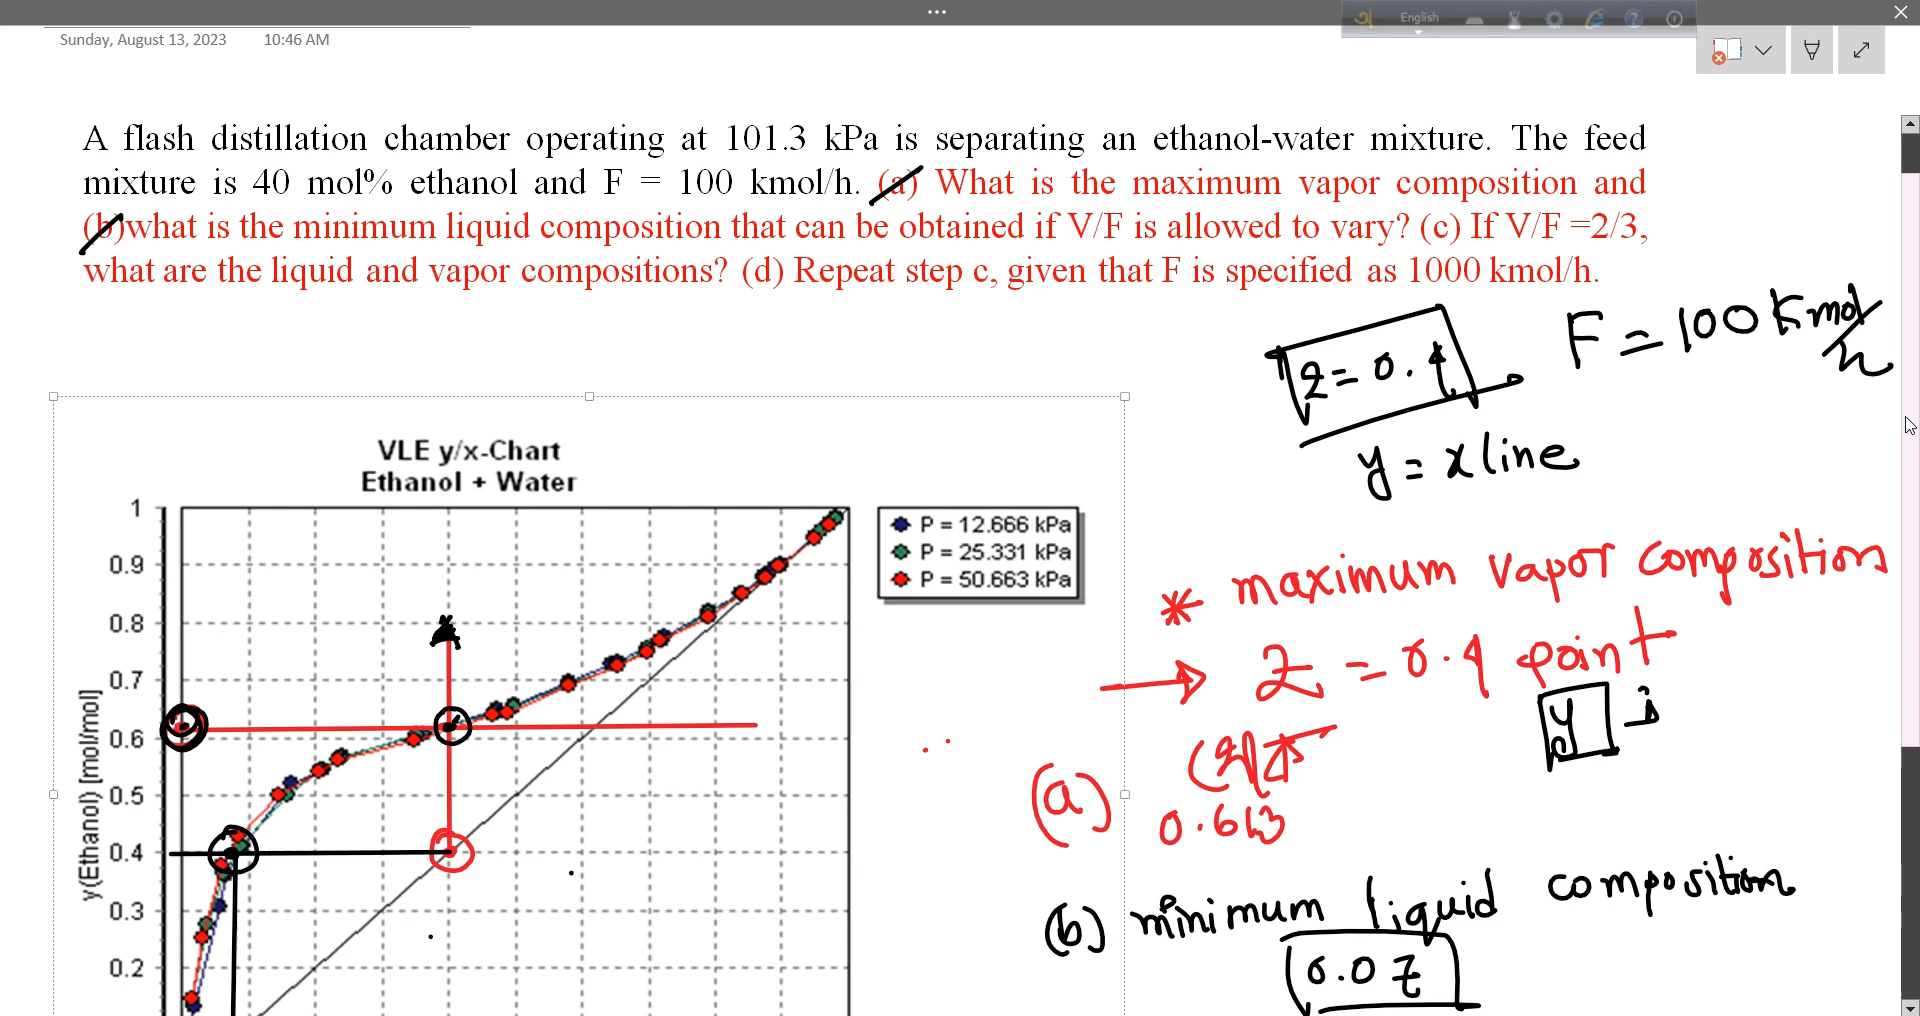 Sunday, August 13, 2023 10:46 AM
English
A flash distillation chamber operating at 101.3 kPa is separating an ethanol-water mixture. The feed
mixture is 40 mol% ethanol and F = 100 kmol/h. (a) What is the maximum vapor composition and
(b)what is the minimum liquid composition that can be obtained if V/F is allowed to vary? (c) If V/F =2/3,
what are the liquid and vapor compositions? (d) Repeat step c, given that F is specified as 1000 kmol/h.
z = 0.4
F = 100 Kmol/h
y = x line
VLE y/x-Chart
Ethanol + Water
P = 12.666 kPa
P = 25.331 kPa
P = 50.663 kPa
1
0.9
0.8
0.7
0.6
0.5
0.4
0.3
0.2
y(Ethanol) [mol/mol]
* maximum vapor composition
z = 0.4 point
y
(a)
0.613
(b) minimum liquid composition
0.07